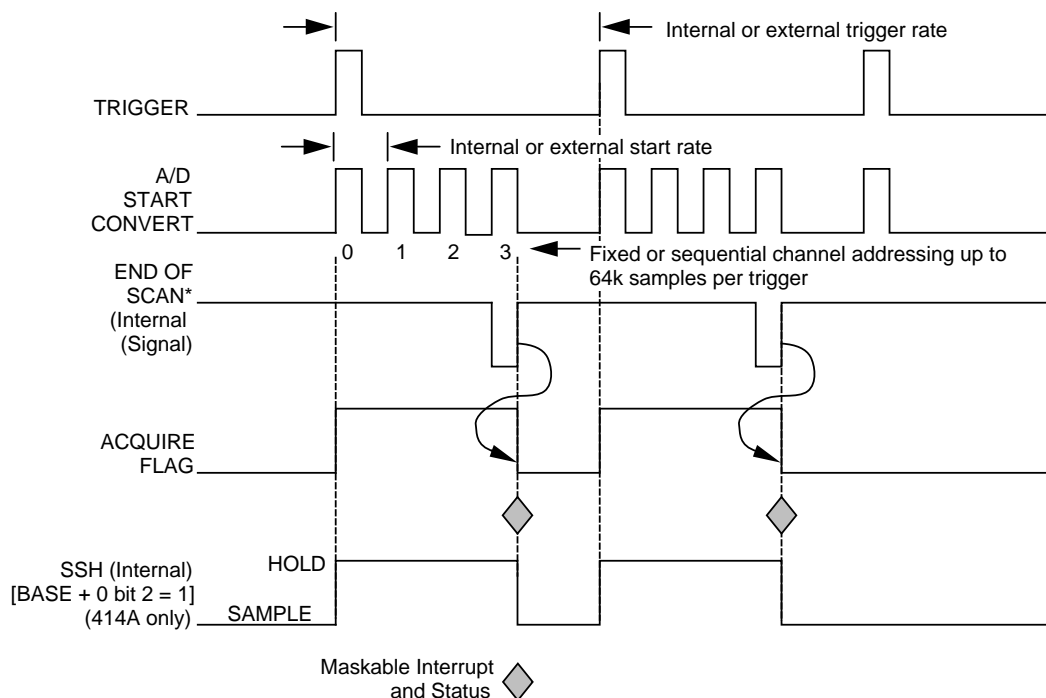 Internal or external trigger rate
TRIGGER
Internal or external start rate
A/D
START
CONVERT
0 1 2 3
Fixed or sequential channel addressing up to
64k samples per trigger
END OF
SCAN*
(Internal
(Signal)
ACQUIRE
FLAG
SSH (Internal)
[BASE + 0 bit 2 = 1]
(414A only)
HOLD
SAMPLE
Maskable Interrupt
and Status